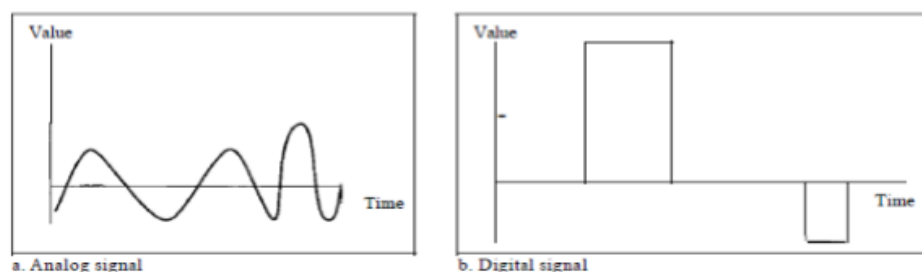 Value
Time
a. Analog signal
Value
Time
b. Digital signal